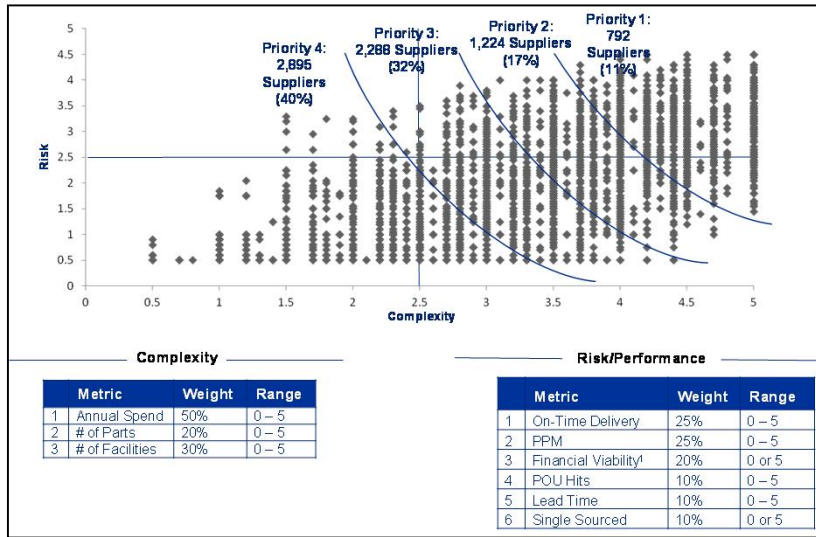 Priority 4:
2,895
Suppliers
(40%)
Priority 3:
2,288 Suppliers
(32%)
Priority 2:
1,224 Suppliers
(17%)
Priority 1:
792
Suppliers
(11%)
Risk
5
4.5
4
3.5
3
2.5
2
1.5
1
0.5
0
0
0.5
1
1.5
2
2.5
3
3.5
4
4.5
5
Complexity
Complexity
Metric Weight Range
1 Annual Spend 50% 0 – 5
2 # of Parts 20% 0 – 5
3 # of Facilities 30% 0 – 5
Risk/Performance
Metric Weight Range
1 On-Time Delivery 25% 0 – 5
2 PPM 25% 0 – 5
3 Financial Viability¹ 20% 0 or 5
4 POU Hits 10% 0 – 5
5 Lead Time 10% 0 – 5
6 Single Sourced 10% 0 or 5